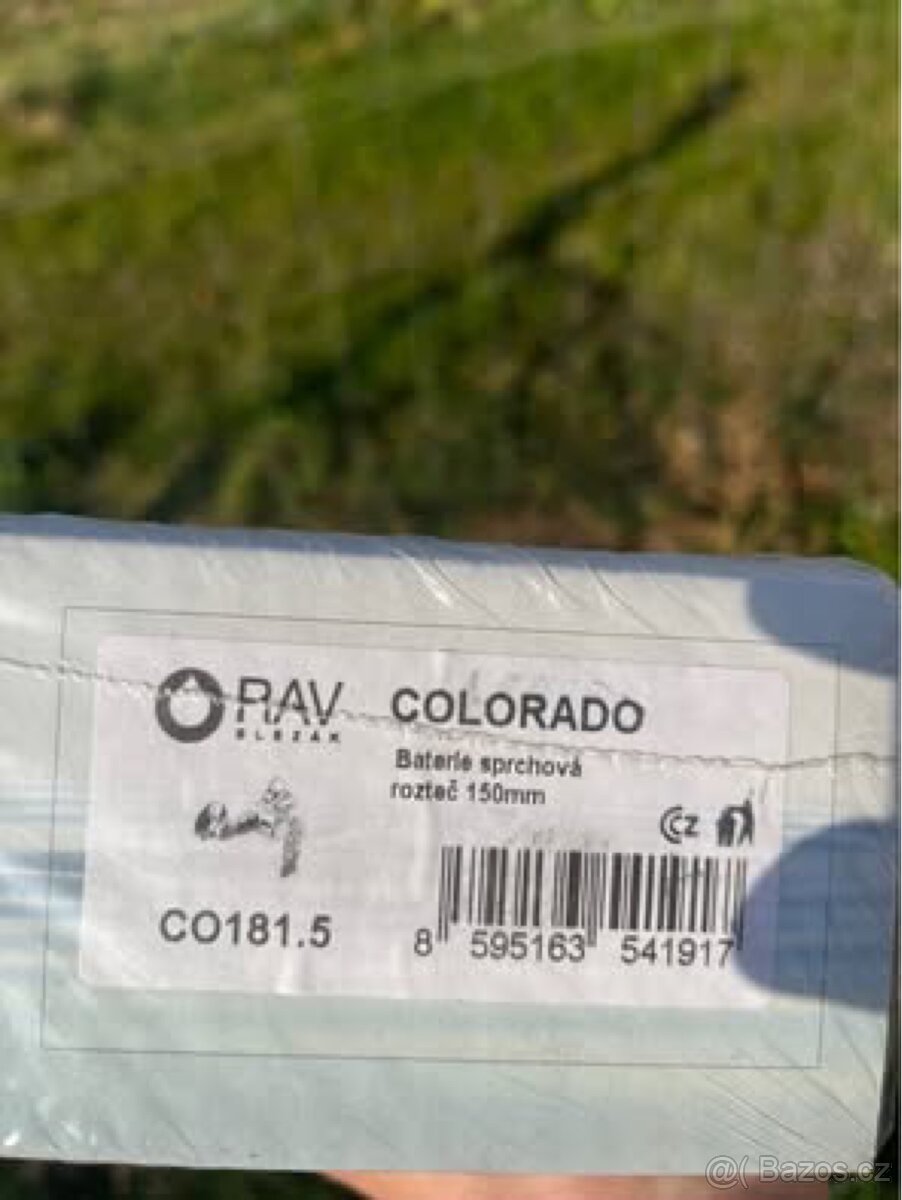 RAV
SLEZÁK
COLORADO
Baterie sprchová
rozteč 150mm
CZ
CO181.5
8 595163 541917
@( Bazos.cz